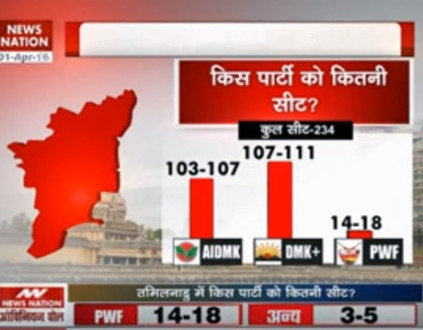 NEWS
NATION
01-Apr-16
किस पार्टी को कितनी
सीट?
कुल सीट-234
103-107
107-111
14-18
AIDMK
DMK+
PWF
तमिलनाडु में किस पार्टी को कितनी सीट?
NEWS NATION
ओपिनियन पोल
PWF
14-18
अन्य
3-5